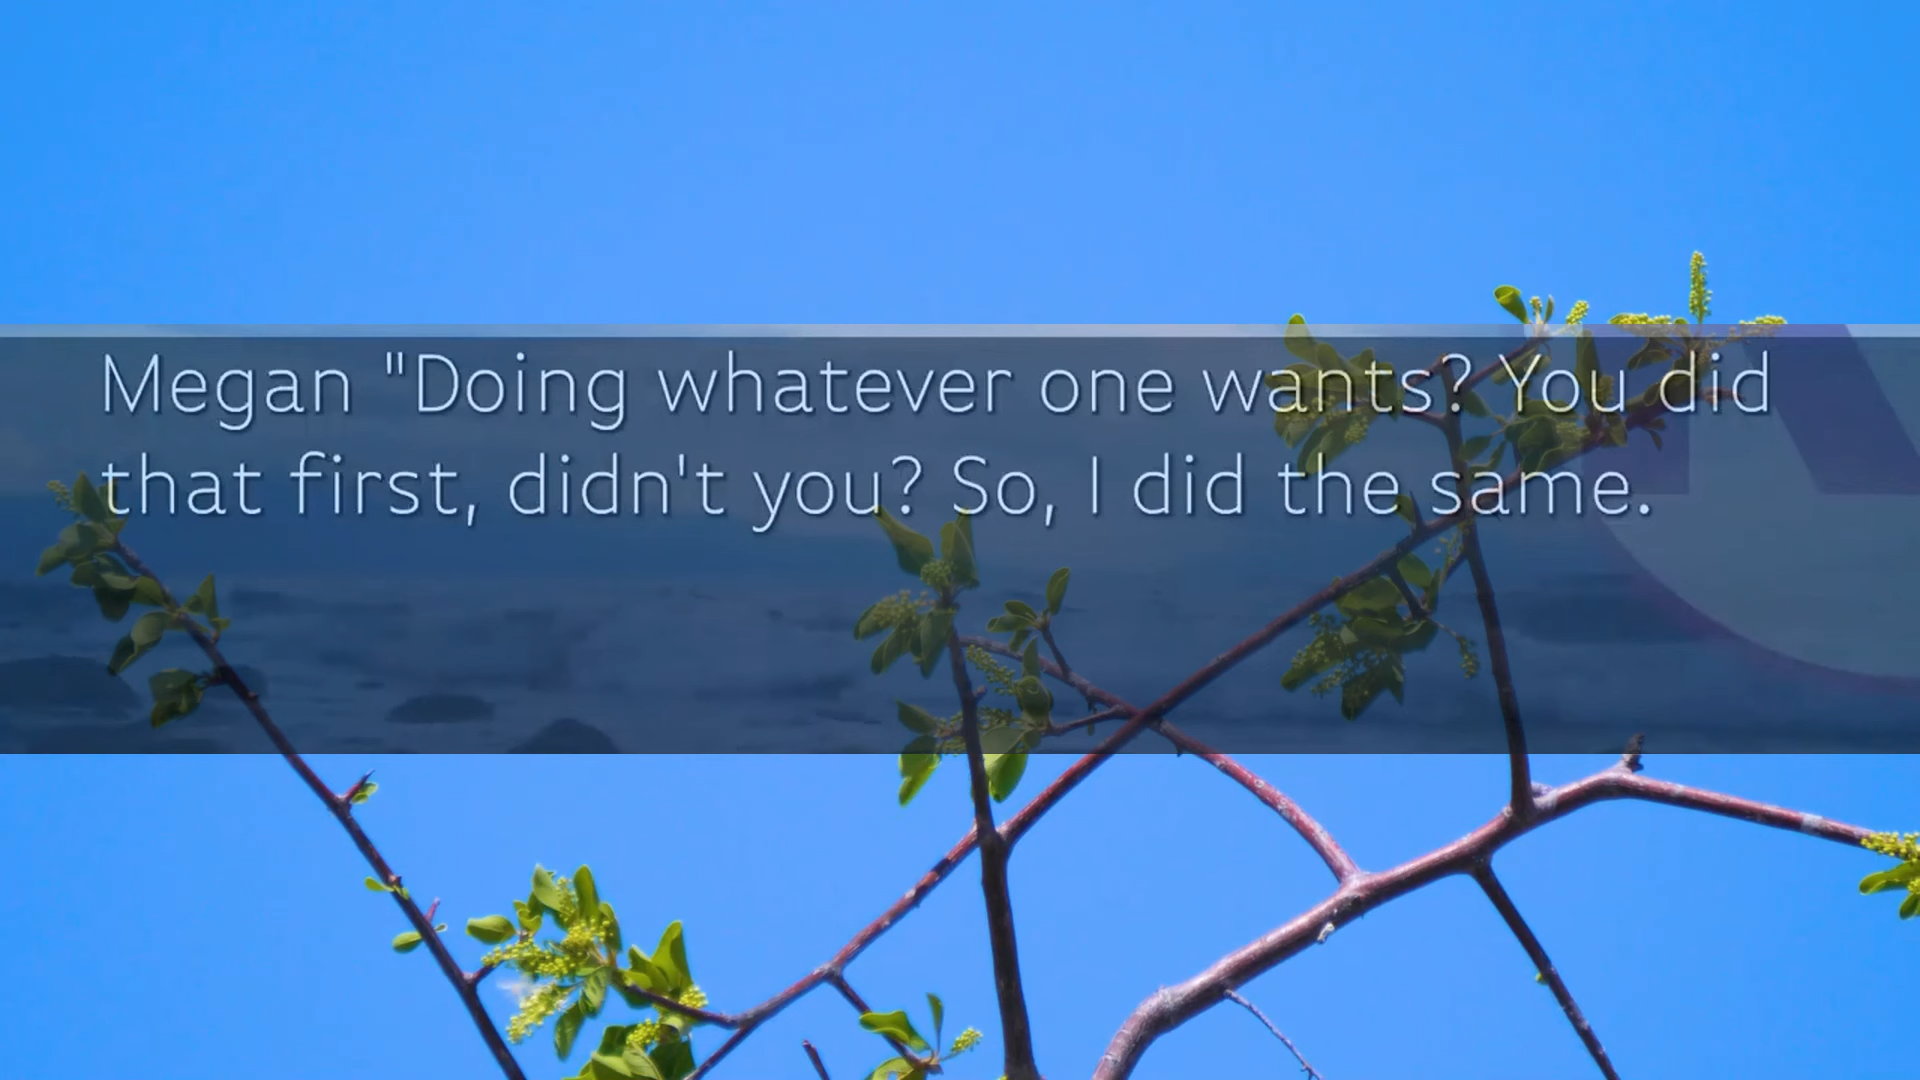 Megan "Doing whatever one wants? You did
that first, didn't you? So, I did the same.